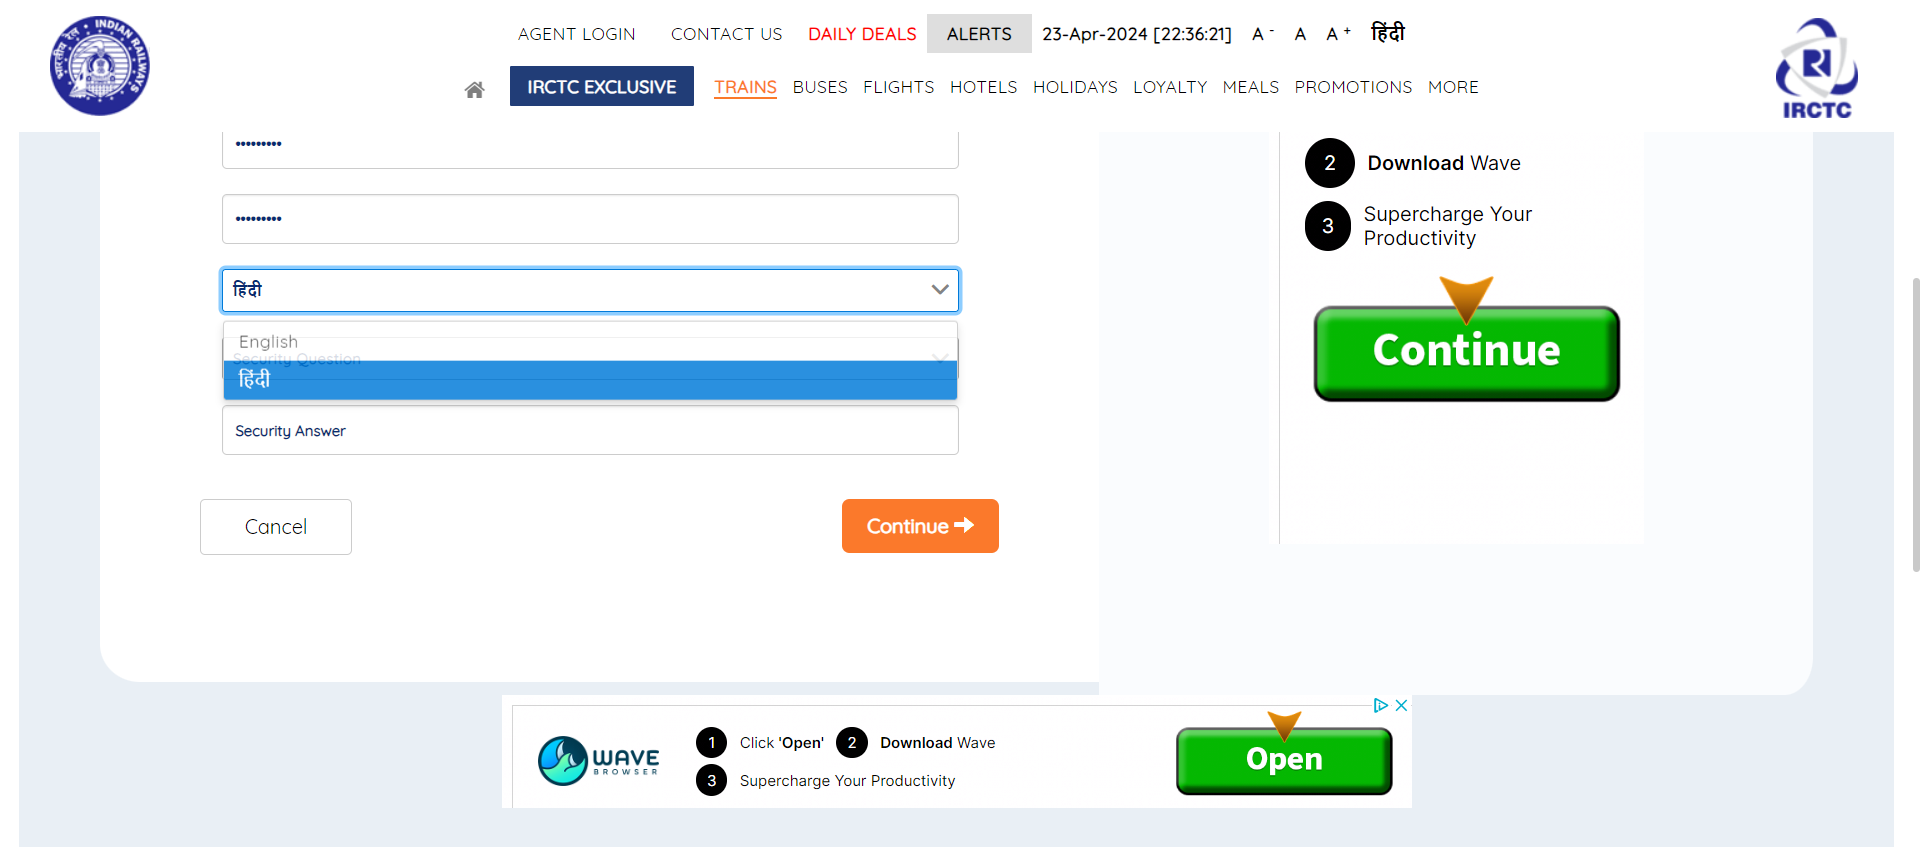 AGENT LOGIN CONTACT US DAILY DEALS ALERTS 23-Apr-2024 [22:36:21] A - A A + हिंदी
IRCTC EXCLUSIVE TRAINS BUSES FLIGHTS HOTELS HOLIDAYS LOYALTY MEALS PROMOTIONS MORE
INDIAN RAILWAYS
भारतीय रेल
IRCTC
•••••••••
•••••••••
हिंदी
English
Security Question
हिंदी
Security Answer
Cancel
Continue
2 Download Wave
3 Supercharge Your
Productivity
Continue
WAVE
BROWSER
1 Click 'Open' 2 Download Wave
3 Supercharge Your Productivity
Open